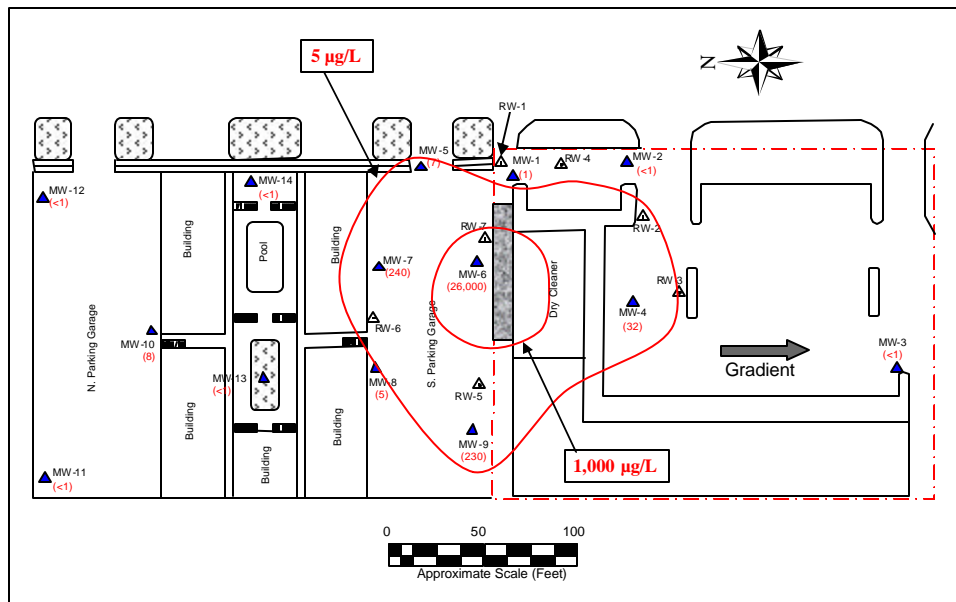 5 µg/L
N
RW-1
MW-5
(7)
MW-1
(1)
RW-4
MW-2
(<1)
MW-12
(<1)
MW-14
(<1)
RW-2
Building
Pool
Building
RW-7
MW-7
(240)
MW-6
(26,000)
Dry Cleaner
RW-3
MW-4
(32)
RW-6
S. Parking Garage
N. Parking Garage
MW-10
(8)
MW-13
(<1)
MW-8
(5)
RW-5
Gradient
MW-3
(<1)
Building
Building
Building
MW-9
(230)
1,000 µg/L
MW-11
(<1)
0
50
100
Approximate Scale (Feet)